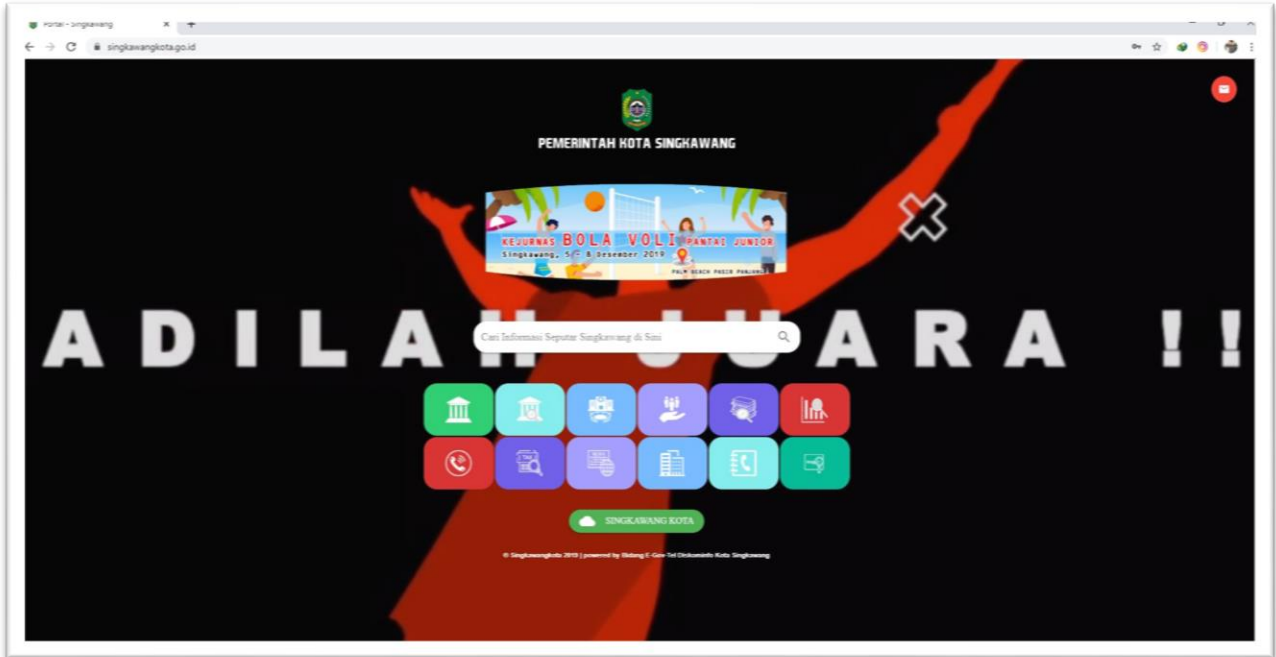 Portal - Singkawang
singkawangkota.go.id
PEMERINTAH KOTA SINGKAWANG
KEJURNAS BOLA VOLI PANTAI JUNIOR
Singkawang, 5 - 8 Desember 2019
PALM BEACH PASIR PANJANG
ADILAH JUARA !!
Cari Informasi Seputar Singkawang di Sini
TAX
NEWS
SINGKAWANG KOTA
© Singkawangkota 2019 | powered by Bidang E-Gov-Tel Diskominfo Kota Singkawang